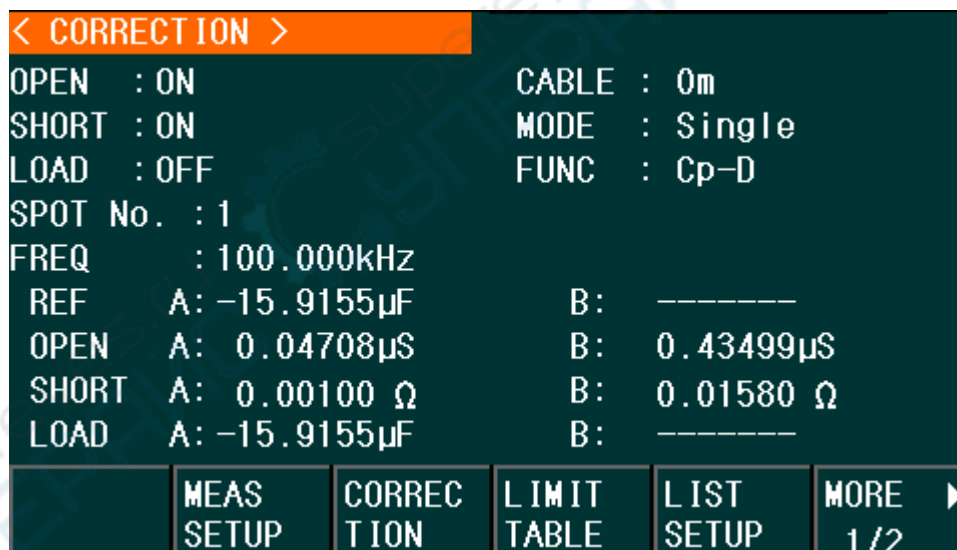 < CORRECTION >
OPEN : ON CABLE : 0m
SHORT : ON MODE : Single
LOAD : OFF FUNC : Cp-D
SPOT No. : 1
FREQ : 100.000kHz
REF A: -15.9155µF B: -------
OPEN A: 0.04708µS B: 0.43499µS
SHORT A: 0.00100 Ω B: 0.01580 Ω
LOAD A: -15.9155µF B: -------
MEAS SETUP CORRECTION LIMIT TABLE LIST SETUP MORE ▶ 1/2